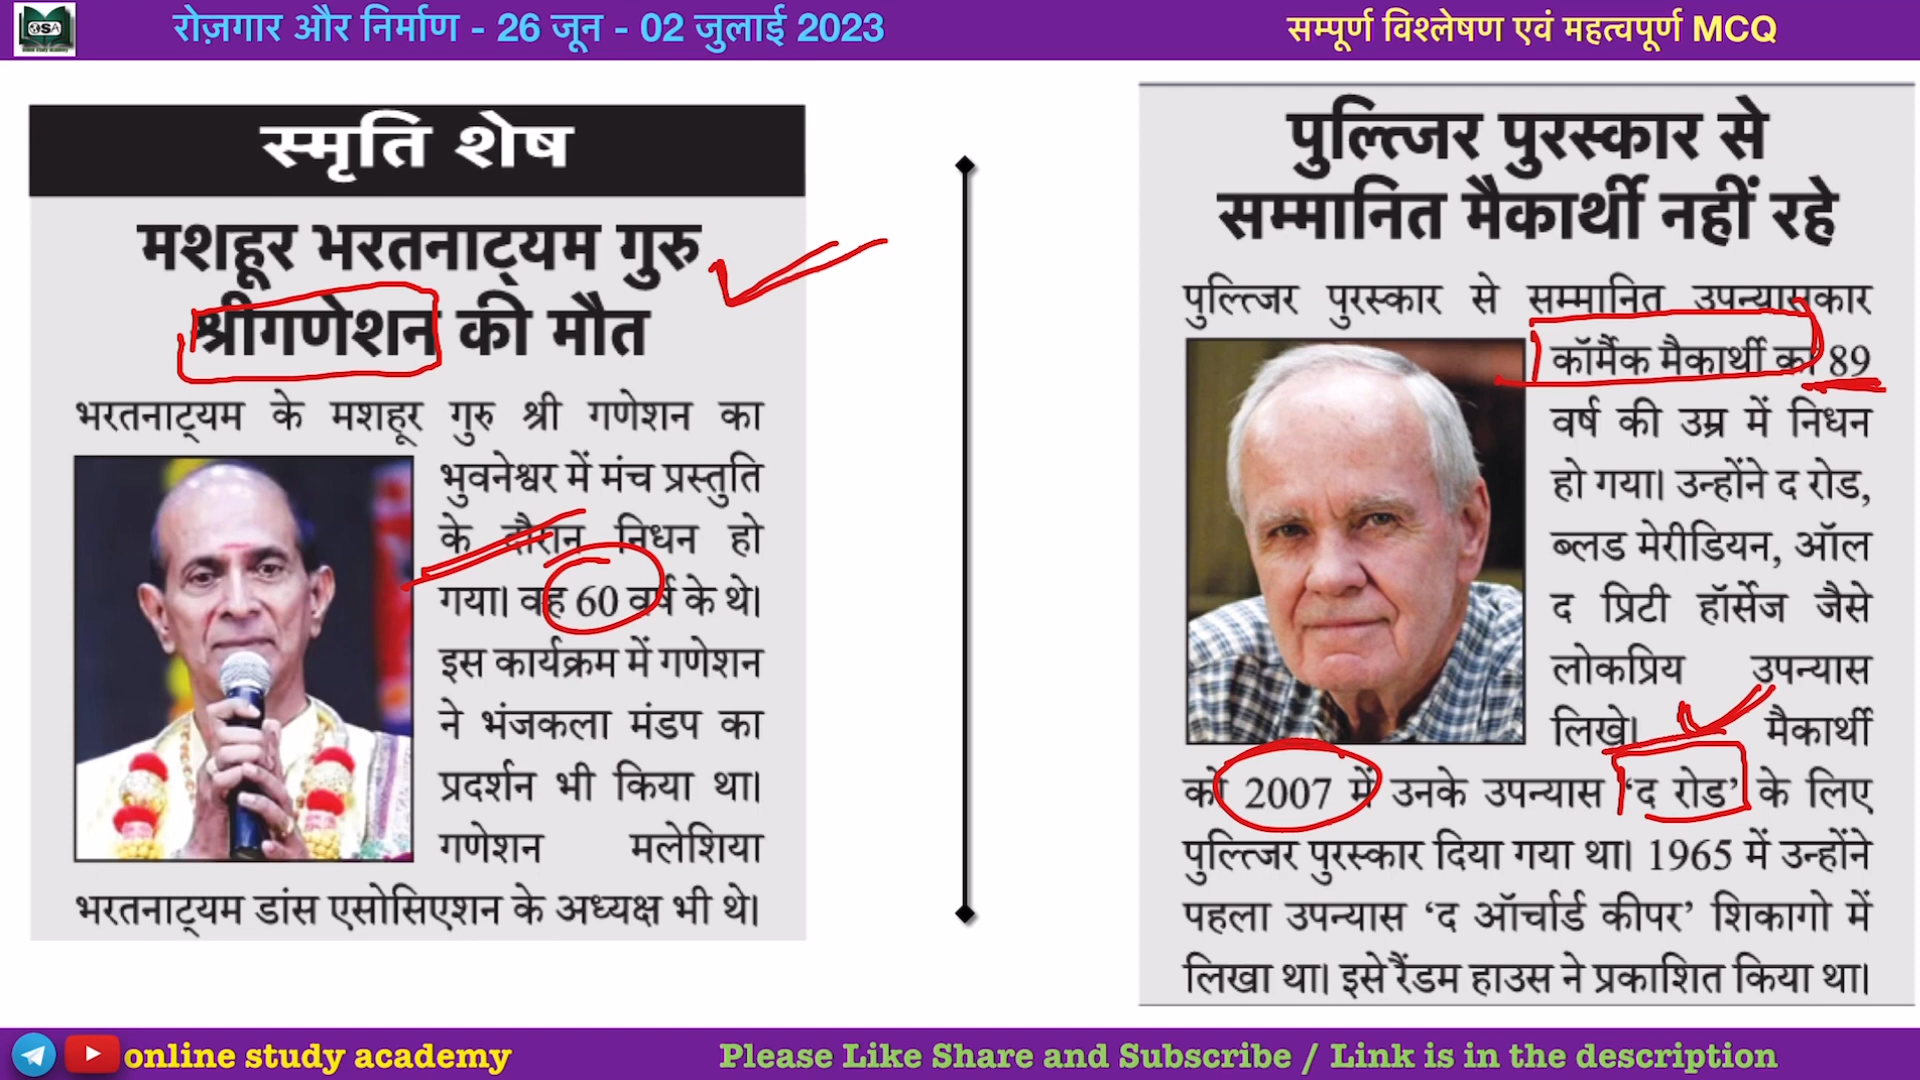 OSA
रोज़गार और निर्माण - 26 जून - 02 जुलाई 2023
सम्पूर्ण विश्लेषण एवं महत्वपूर्ण MCQ
स्मृति शेष
मशहूर भरतनाट्यम गुरु
श्रीगणेशन की मौत
भरतनाट्यम के मशहूर गुरु श्री गणेशन का
भुवनेश्वर में मंच प्रस्तुति
के दौरान निधन हो
गया। वह 60 वर्ष के थे।
इस कार्यक्रम में गणेशन
ने भंजकला मंडप का
प्रदर्शन भी किया था।
गणेशन मलेशिया
भरतनाट्यम डांस एसोसिएशन के अध्यक्ष भी थे।
पुल्त्जिर पुरस्कार से
सम्मानित मैकार्थी नहीं रहे
पुल्त्जिर पुरस्कार से सम्मानित उपन्यासकार
कॉर्मैक मैकार्थी का 89
वर्ष की उम्र में निधन
हो गया। उन्होंने द रोड,
ब्लड मेरीडियन, ऑल
द प्रिटी हॉर्सेज जैसे
लोकप्रिय उपन्यास
लिखे। मैकार्थी
को 2007 में उनके उपन्यास ‘द रोड’ के लिए
पुल्त्जिर पुरस्कार दिया गया था। 1965 में उन्होंने
पहला उपन्यास ‘द ऑर्चार्ड कीपर’ शिकागो में
लिखा था। इसे रैंडम हाउस ने प्रकाशित किया था।
online study academy
Please Like Share and Subscribe / Link is in the description